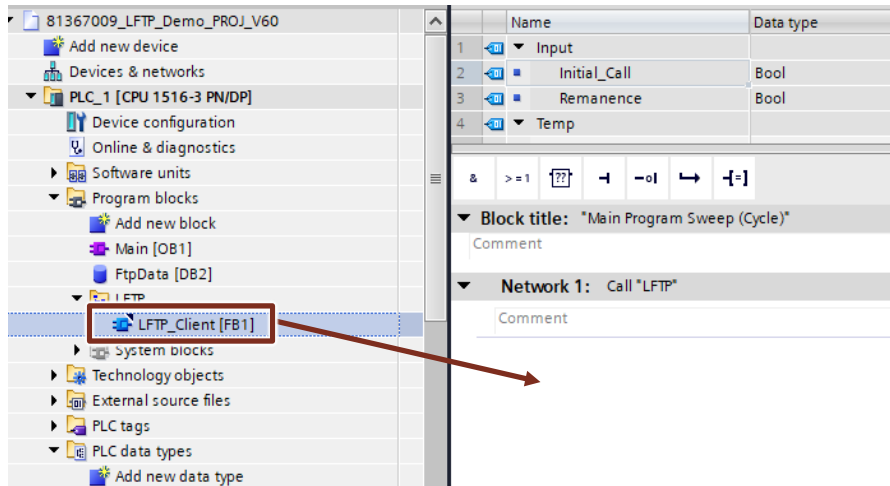 81367009_LFTP_Demo_PROJ_V60
Add new device
Devices & networks
PLC_1 [CPU 1516-3 PN/DP]
Device configuration
Online & diagnostics
Software units
Program blocks
Add new block
Main [OB1]
FtpData [DB2]
LFTP
LFTP_Client [FB1]
System blocks
Technology objects
External source files
PLC tags
PLC data types
Add new data type
Name Data type
1 Input
2 Initial_Call Bool
3 Remanence Bool
4 Temp
& >=1 ?? -o| -[=]
Block title: "Main Program Sweep (Cycle)"
Comment
Network 1: Call "LFTP"
Comment